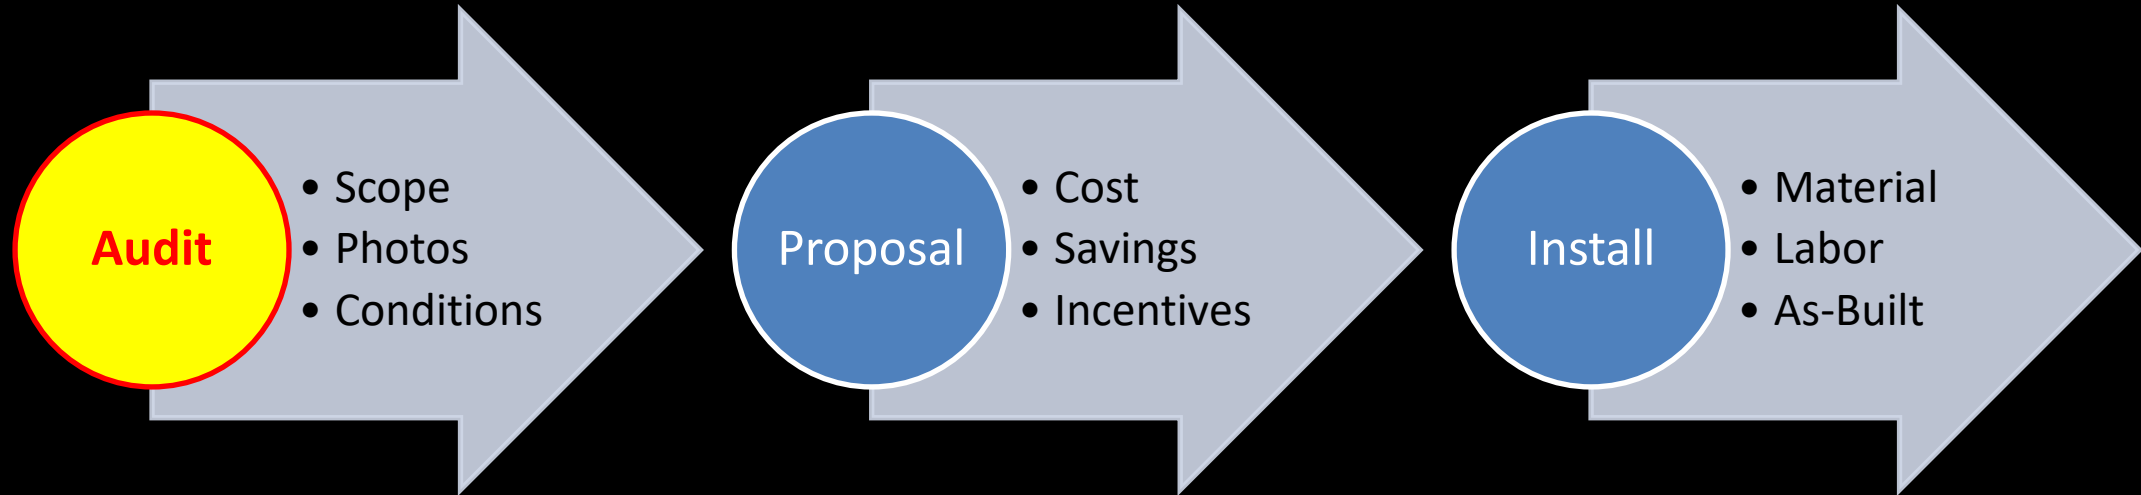 Audit
• Scope
• Photos
• Conditions
Proposal
• Cost
• Savings
• Incentives
Install
• Material
• Labor
• As-Built